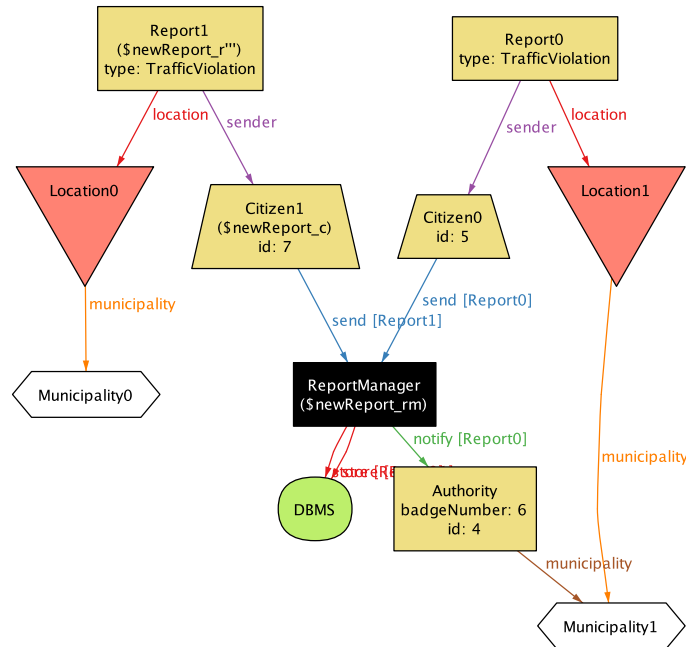 Report1
($newReport_r''')
type: TrafficViolation
Report0
type: TrafficViolation
location
sender
sender
location
Location0
Citizen1
($newReport_c)
id: 7
Citizen0
id: 5
Location1
municipality
send [Report0]
send [Report1]
Municipality0
ReportManager
($newReport_rm)
notify [Report0]
municipality
store
Authority
badgeNumber: 6
id: 4
DBMS
municipality
Municipality1